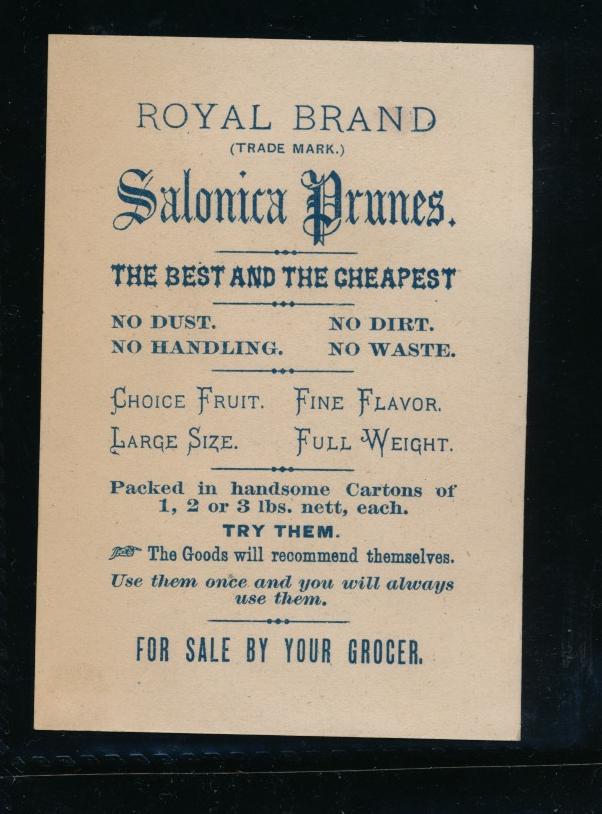 ROYAL BRAND
(TRADE MARK.)
Salonica Prunes.
THE BEST AND THE CHEAPEST
NO DUST. NO DIRT.
NO HANDLING. NO WASTE.
CHOICE FRUIT. FINE FLAVOR.
LARGE SIZE. FULL WEIGHT.
Packed in handsome Cartons of
1, 2 or 3 lbs. nett, each.
TRY THEM.
The Goods will recommend themselves.
Use them once and you will always
use them.
FOR SALE BY YOUR GROCER.